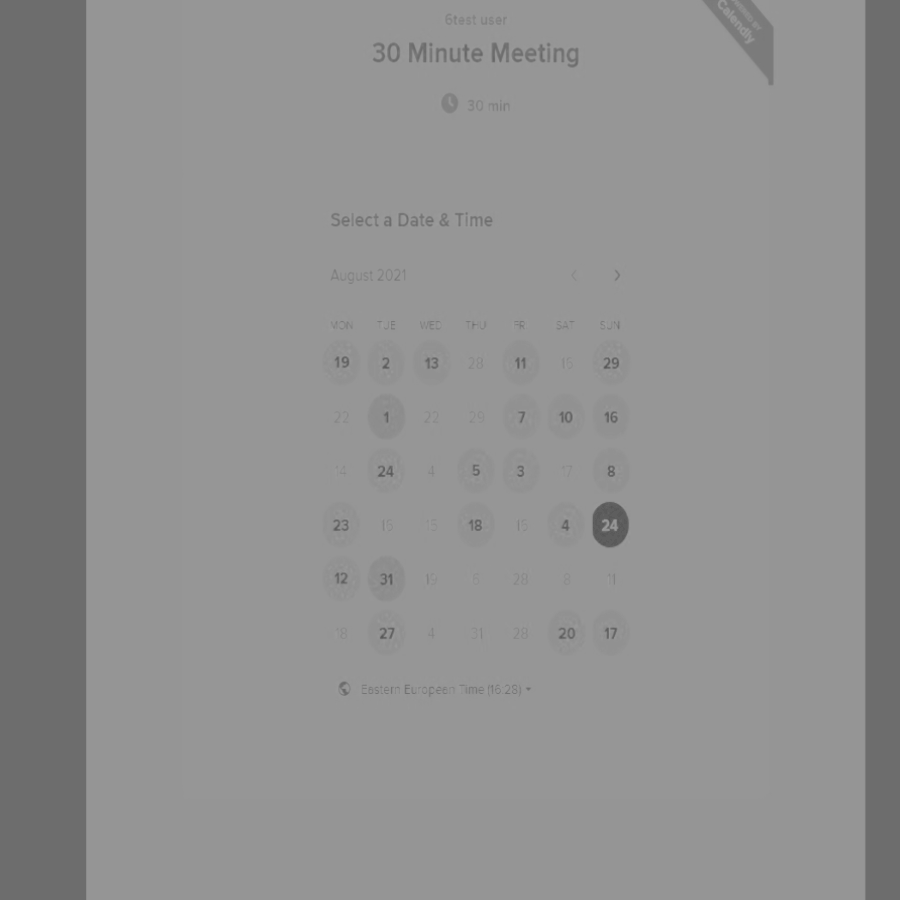 6test user
30 Minute Meeting
30 min
POWERED BY
Calendly
Select a Date & Time
August 2021
MON TUE WED THU FRI SAT SUN
19 2 13 28 11 15 29
22 1 22 29 7 10 16
14 24 4 5 3 17 8
23 15 15 18 15 4 24
12 31 19 6 28 8 11
18 27 4 31 28 20 17
Eastern European Time (16:28)